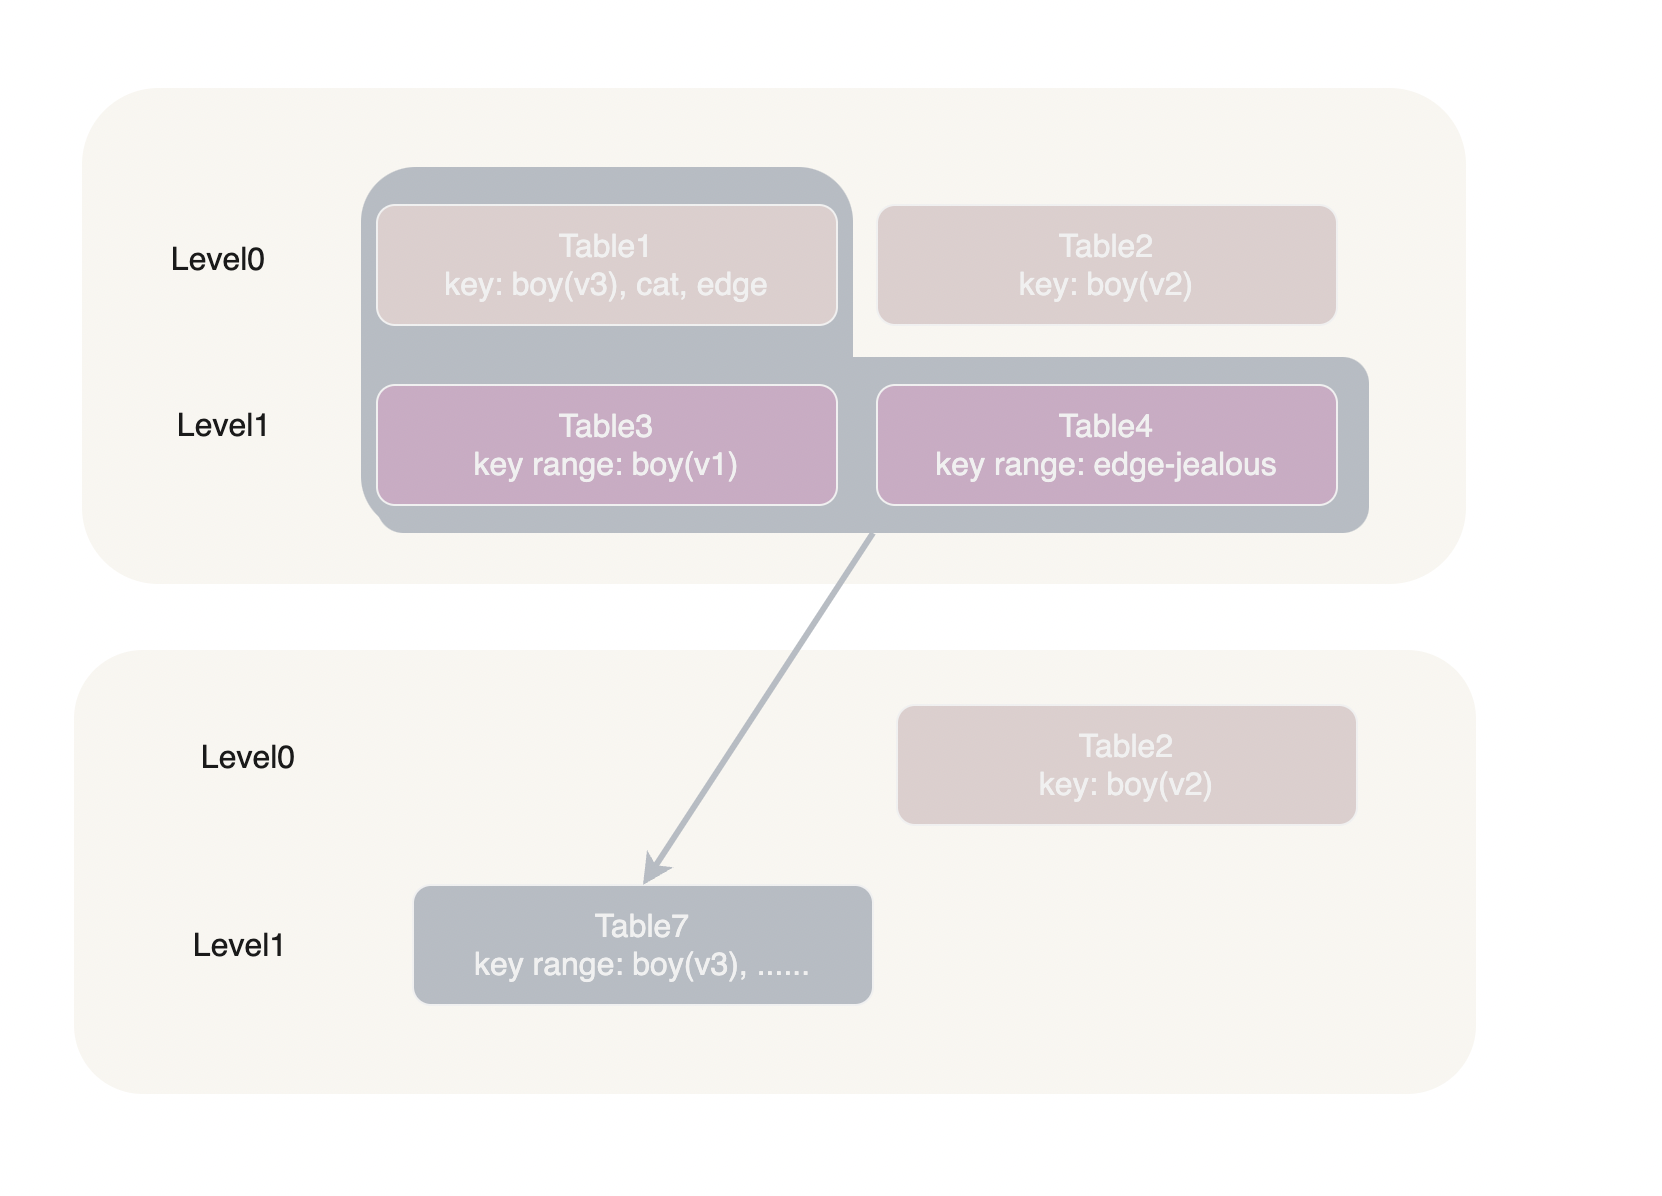 Level0
Table1
key: boy(v3), cat, edge
Table2
key: boy(v2)
Level1
Table3
key range: boy(v1)
Table4
key range: edge-jealous
Level0
Table2
key: boy(v2)
Level1
Table7
key range: boy(v3), ......